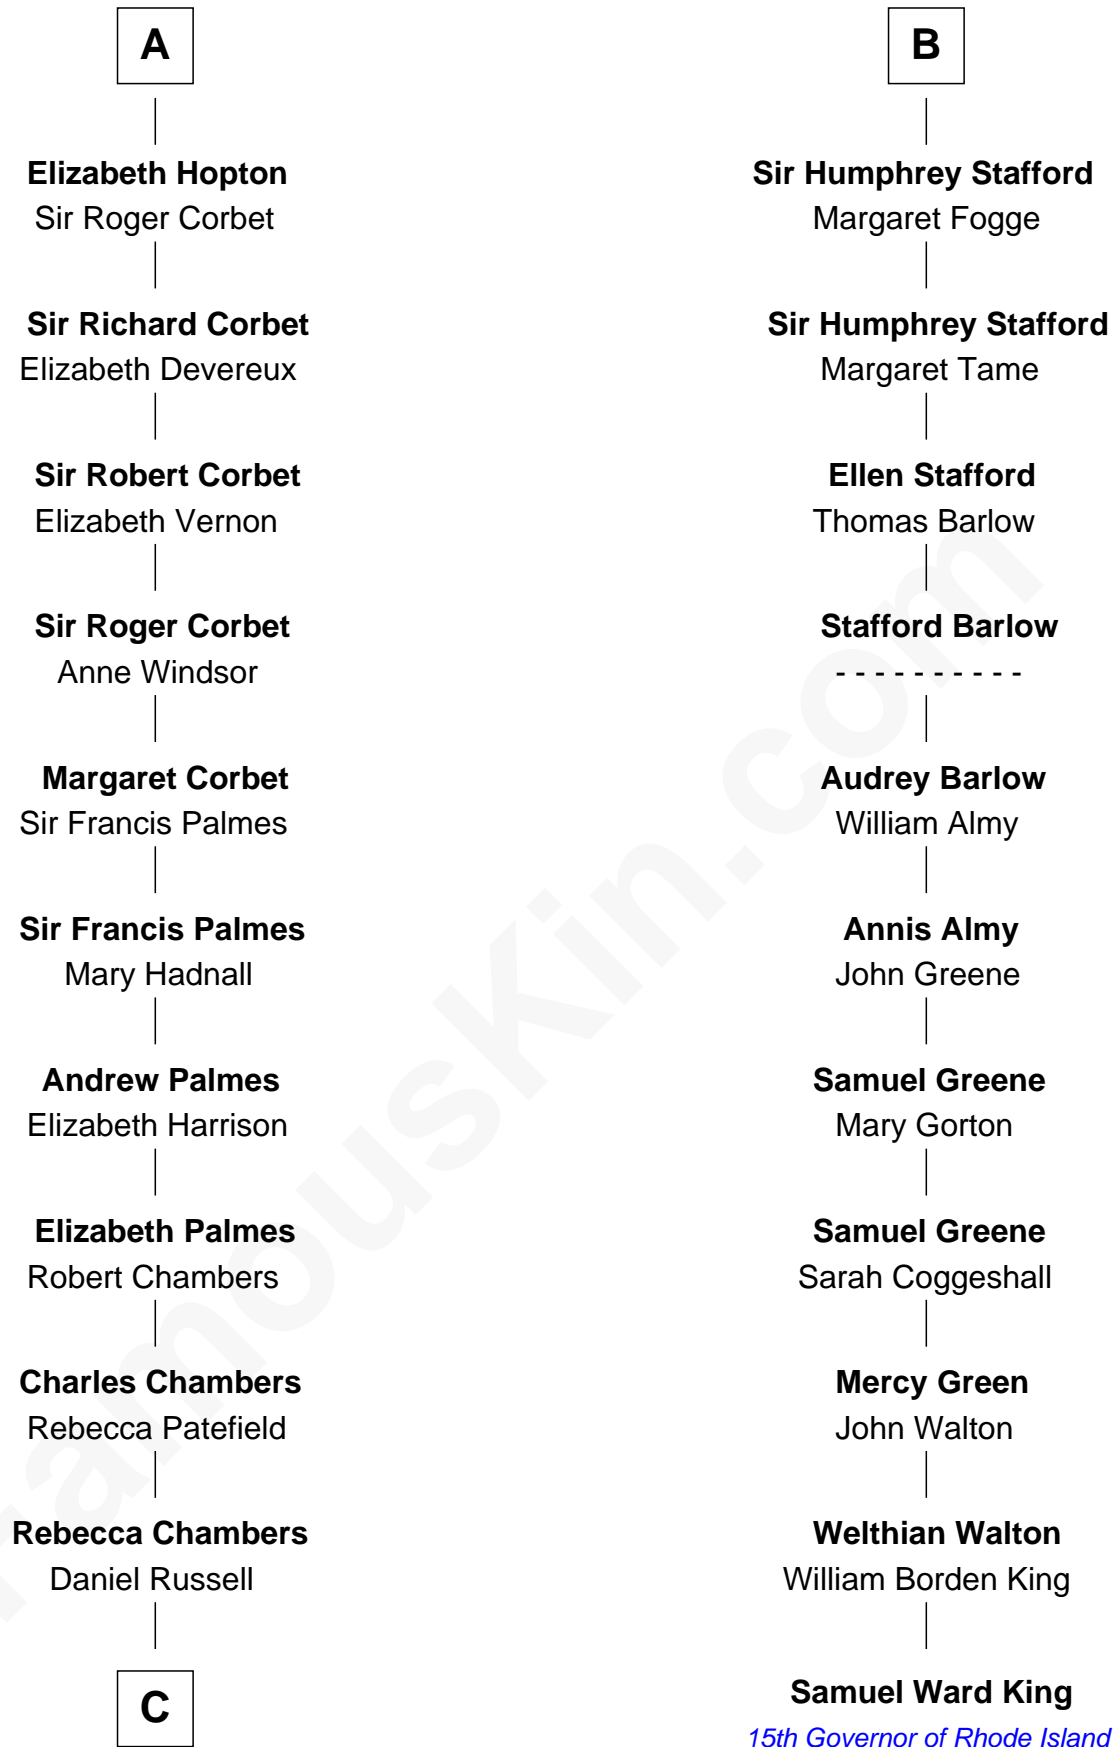 A
Elizabeth Hopton
Sir Roger Corbet
Sir Richard Corbet
Elizabeth Devereux
Sir Robert Corbet
Elizabeth Vernon
Sir Roger Corbet
Anne Windsor
Margaret Corbet
Sir Francis Palmes
Sir Francis Palmes
Mary Hadnall
Andrew Palmes
Elizabeth Harrison
Elizabeth Palmes
Robert Chambers
Charles Chambers
Rebecca Patefield
Rebecca Chambers
Daniel Russell
C
B
Sir Humphrey Stafford
Margaret Fogge
Sir Humphrey Stafford
Margaret Tame
Ellen Stafford
Thomas Barlow
Stafford Barlow
- - - - - - - - - -
Audrey Barlow
William Almy
Annis Almy
John Greene
Samuel Greene
Mary Gorton
Samuel Greene
Sarah Coggeshall
Mercy Green
John Walton
Welthian Walton
William Borden King
Samuel Ward King
15th Governor of Rhode Island
FamousKin.com